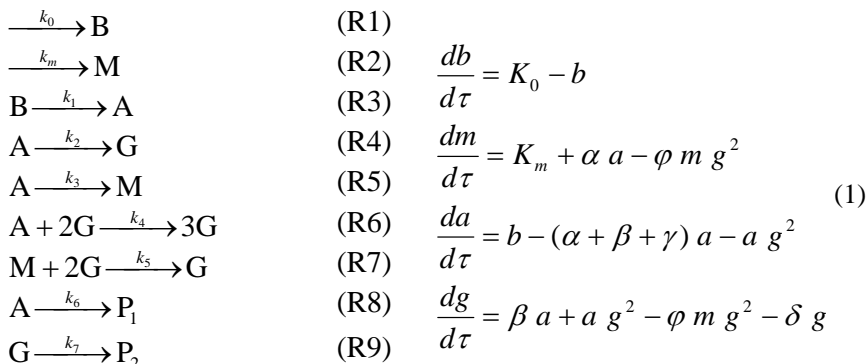 —k₀→ B (R1)
—kₘ→ M (R2)
B —k₁→ A (R3)
A —k₂→ G (R4)
A —k₃→ M (R5)
A + 2G —k₄→ 3G (R6)
M + 2G —k₅→ G (R7)
A —k₆→ P₁ (R8)
G —k₇→ P₂ (R9)
db/dτ = K₀ − b
dm/dτ = Kₘ + α a − φ m g²
da/dτ = b − (α + β + γ) a − a g²
dg/dτ = β a + a g² − φ m g² − δ g
(1)